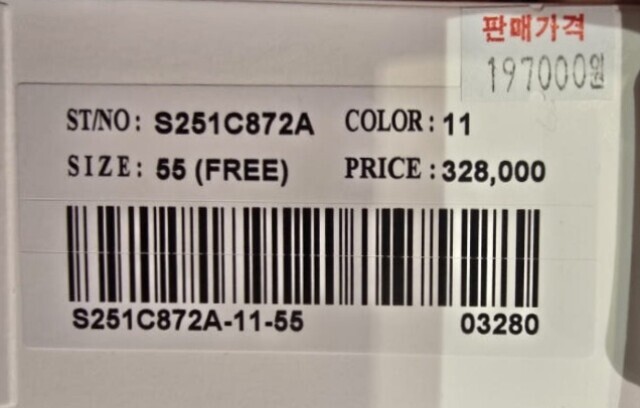 판매가격
197000원
ST/NO: S251C872A COLOR: 11
SIZE: 55 (FREE) PRICE: 328,000
S251C872A-11-55 03280